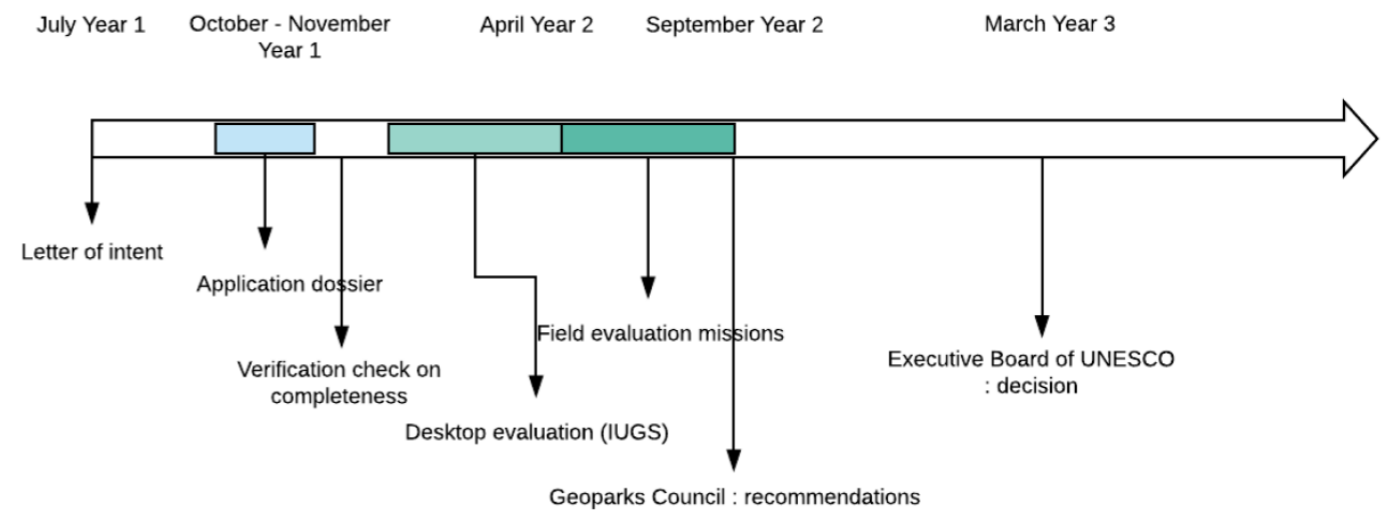 July Year 1
October - November
Year 1
April Year 2
September Year 2
March Year 3
Letter of intent
Application dossier
Verification check on
completeness
Field evaluation missions
Desktop evaluation (IUGS)
Geoparks Council : recommendations
Executive Board of UNESCO
: decision